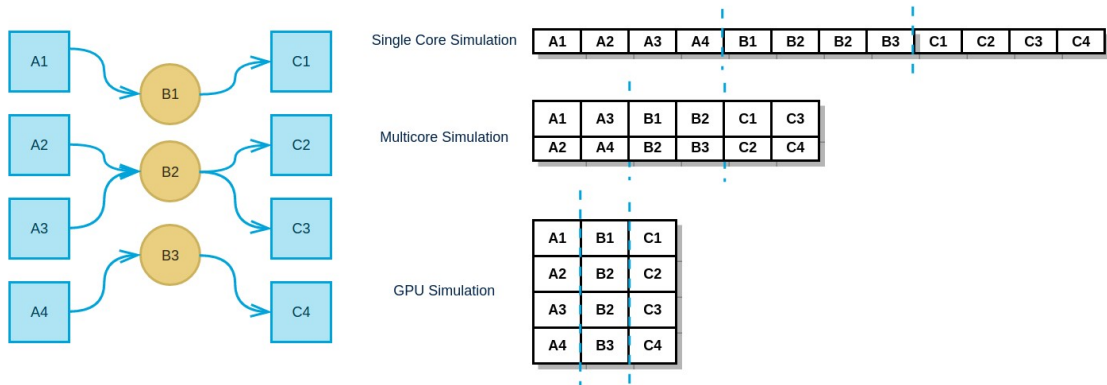 A1
A2
A3
A4
B1
B2
B3
C1
C2
C3
C4
Single Core Simulation
A1 A2 A3 A4 B1 B2 B2 B3 C1 C2 C3 C4
Multicore Simulation
A1 A3 B1 B2 C1 C3
A2 A4 B2 B3 C2 C4
GPU Simulation
A1 B1 C1
A2 B2 C2
A3 B2 C3
A4 B3 C4